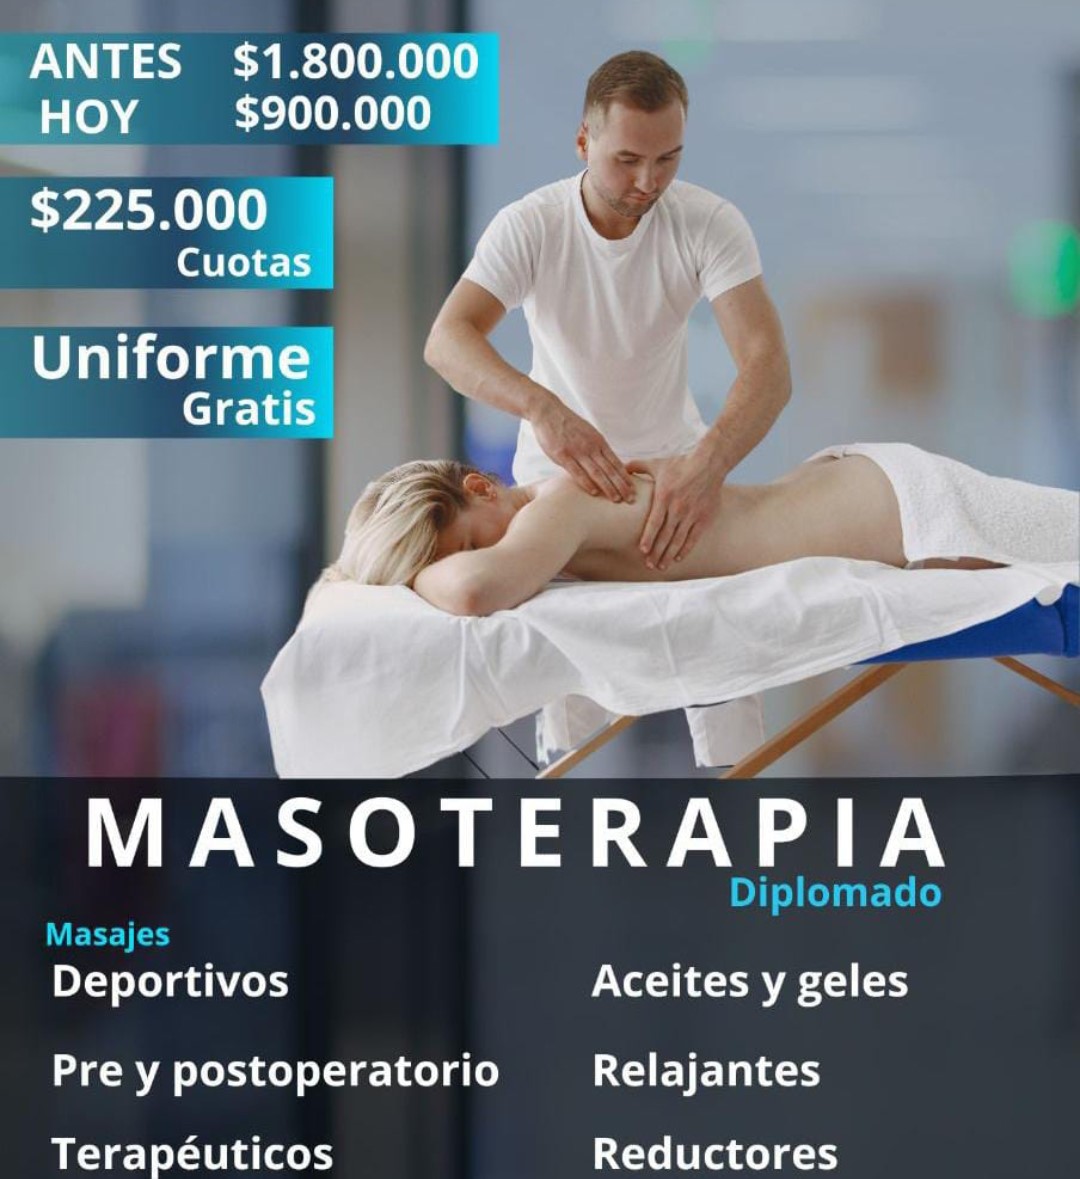 ANTES $1.800.000
HOY $900.000
$225.000
Cuotas
Uniforme
Gratis
MASOTERAPIA
Diplomado
Masajes
Deportivos
Aceites y geles
Pre y postoperatorio
Relajantes
Terapéuticos
Reductores